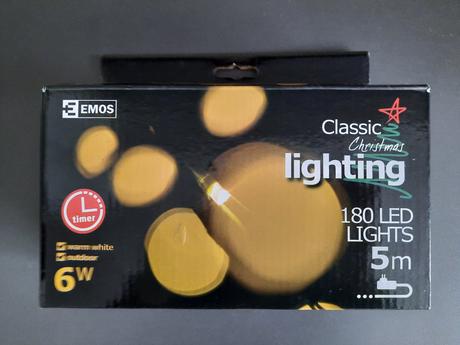 EMOS
Classic
Christmas
lighting
timer
180 LED
LIGHTS
warm white
outdoor
5m
6W